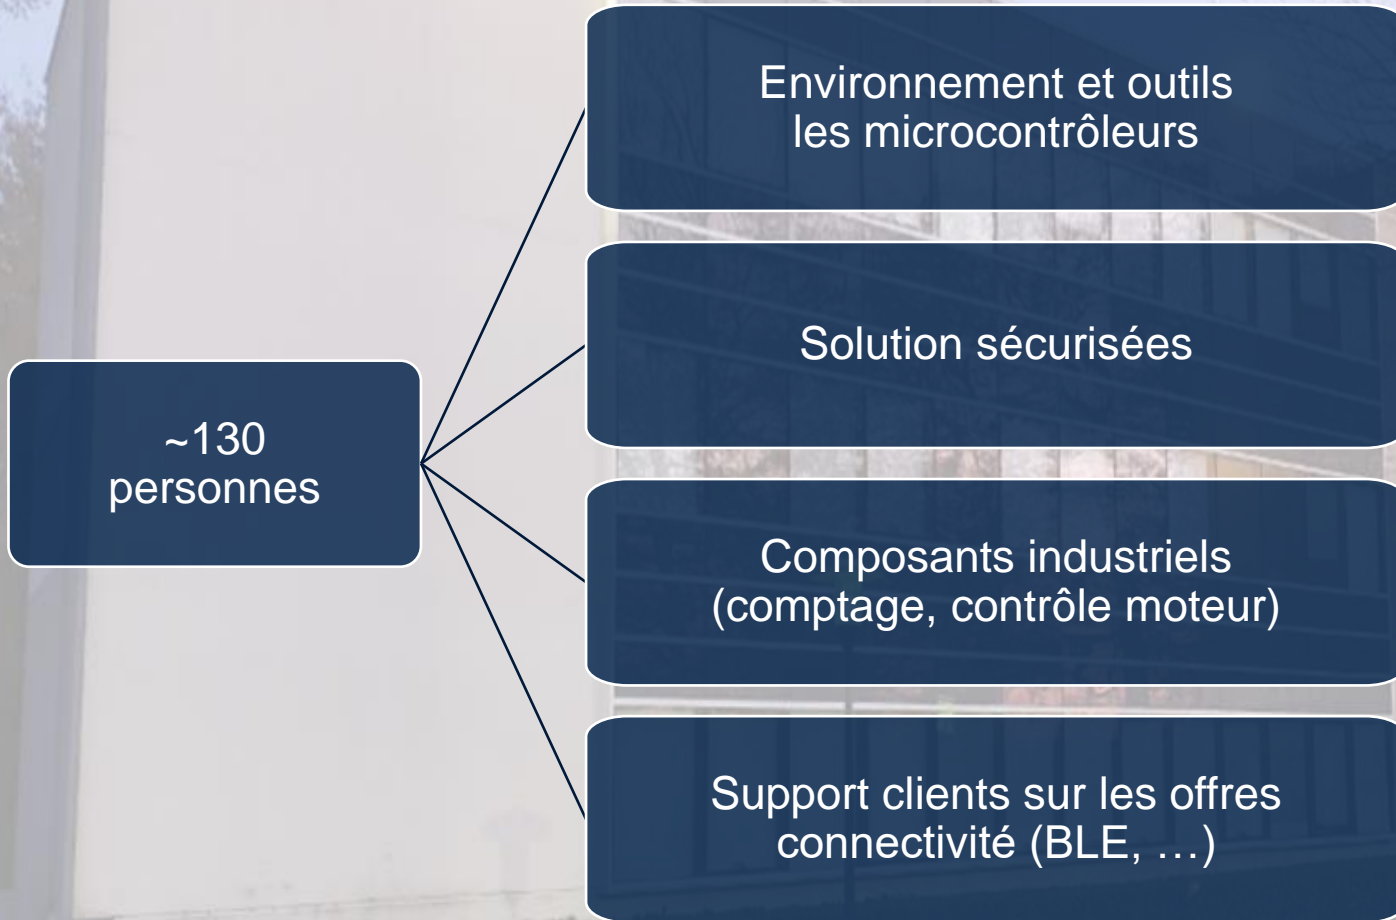 ~130
personnes
Environnement et outils
les microcontrôleurs
Solution sécurisées
Composants industriels
(comptage, contrôle moteur)
Support clients sur les offres
connectivité (BLE, …)